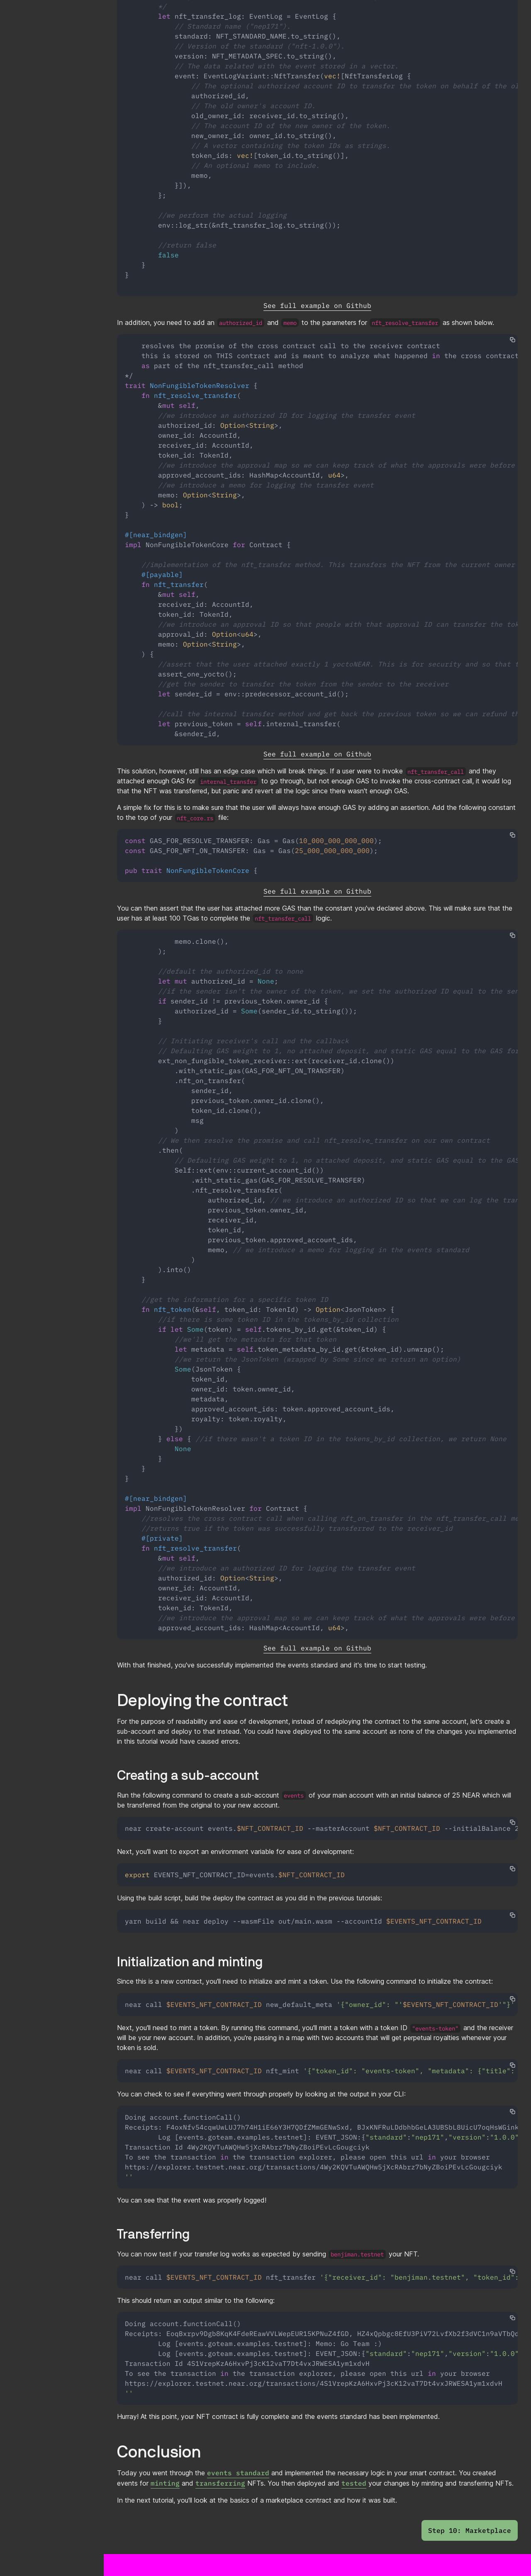 */
let nft_transfer_log: EventLog = EventLog {
// Standard name ("nep171").
standard: NFT_STANDARD_NAME.to_string(),
// Version of the standard ("nft-1.0.0").
version: NFT_METADATA_SPEC.to_string(),
// The data related with the event stored in a vector.
event: EventLogVariant::NftTransfer(vec![NftTransferLog {
// The optional authorized account ID to transfer the token on behalf of the ol
authorized_id,
// The old owner's account ID.
old_owner_id: receiver_id.to_string(),
// The account ID of the new owner of the token.
new_owner_id: owner_id.to_string(),
// A vector containing the token IDs as strings.
token_ids: vec![token_id.to_string()],
// An optional memo to include.
memo,
}]),
};
//we perform the actual logging
env::log_str(&nft_transfer_log.to_string());
//return false
false
}
}
See full example on Github
In addition, you need to add an authorized_id and memo to the parameters for nft_resolve_transfer as shown below.
resolves the promise of the cross contract call to the receiver contract
this is stored on THIS contract and is meant to analyze what happened in the cross contract
as part of the nft_transfer_call method
*/
trait NonFungibleTokenResolver {
fn nft_resolve_transfer(
&mut self,
//we introduce an authorized ID for logging the transfer event
authorized_id: Option<String>,
owner_id: AccountId,
receiver_id: AccountId,
token_id: TokenId,
//we introduce the approval map so we can keep track of what the approvals were before
approved_account_ids: HashMap<AccountId, u64>,
//we introduce a memo for logging the transfer event
memo: Option<String>,
) -> bool;
}
#[near_bindgen]
impl NonFungibleTokenCore for Contract {
//implementation of the nft_transfer method. This transfers the NFT from the current owner
#[payable]
fn nft_transfer(
&mut self,
receiver_id: AccountId,
token_id: TokenId,
//we introduce an approval ID so that people with that approval ID can transfer the tok
approval_id: Option<u64>,
memo: Option<String>,
) {
//assert that the user attached exactly 1 yoctoNEAR. This is for security and so that t
assert_one_yocto();
//get the sender to transfer the token from the sender to the receiver
let sender_id = env::predecessor_account_id();
//call the internal transfer method and get back the previous token so we can refund th
let previous_token = self.internal_transfer(
&sender_id,
See full example on Github
This solution, however, still has an edge case which will break things. If a user were to invoke nft_transfer_call and they
attached enough GAS for internal_transfer to go through, but not enough GAS to invoke the cross-contract call, it would log
that the NFT was transferred, but panic and revert all the logic since there wasn't enough GAS.
A simple fix for this is to make sure that the user will always have enough GAS by adding an assertion. Add the following constant
to the top of your nft_core.rs file:
const GAS_FOR_RESOLVE_TRANSFER: Gas = Gas(10_000_000_000_000);
const GAS_FOR_NFT_ON_TRANSFER: Gas = Gas(25_000_000_000_000);
pub trait NonFungibleTokenCore {
See full example on Github
You can then assert that the user has attached more GAS than the constant you've declared above. This will make sure that the
user has at least 100 TGas to complete the nft_transfer_call logic.
memo.clone(),
);
//default the authorized_id to none
let mut authorized_id = None;
//if the sender isn't the owner of the token, we set the authorized ID equal to the sen
if sender_id != previous_token.owner_id {
authorized_id = Some(sender_id.to_string());
}
// Initiating receiver's call and the callback
// Defaulting GAS weight to 1, no attached deposit, and static GAS equal to the GAS for
ext_non_fungible_token_receiver::ext(receiver_id.clone())
.with_static_gas(GAS_FOR_NFT_ON_TRANSFER)
.nft_on_transfer(
sender_id,
previous_token.owner_id.clone(),
token_id.clone(),
msg
)
// We then resolve the promise and call nft_resolve_transfer on our own contract
.then(
// Defaulting GAS weight to 1, no attached deposit, and static GAS equal to the GAS
Self::ext(env::current_account_id())
.with_static_gas(GAS_FOR_RESOLVE_TRANSFER)
.nft_resolve_transfer(
authorized_id, // we introduce an authorized ID so that we can log the tran
previous_token.owner_id,
receiver_id,
token_id,
previous_token.approved_account_ids,
memo, // we introduce a memo for logging in the events standard
)
).into()
}
//get the information for a specific token ID
fn nft_token(&self, token_id: TokenId) -> Option<JsonToken> {
//if there is some token ID in the tokens_by_id collection
if let Some(token) = self.tokens_by_id.get(&token_id) {
//we'll get the metadata for that token
let metadata = self.token_metadata_by_id.get(&token_id).unwrap();
//we return the JsonToken (wrapped by Some since we return an option)
Some(JsonToken {
token_id,
owner_id: token.owner_id,
metadata,
approved_account_ids: token.approved_account_ids,
royalty: token.royalty,
})
} else { //if there wasn't a token ID in the tokens_by_id collection, we return None
None
}
}
}
#[near_bindgen]
impl NonFungibleTokenResolver for Contract {
//resolves the cross contract call when calling nft_on_transfer in the nft_transfer_call me
//returns true if the token was successfully transferred to the receiver_id
#[private]
fn nft_resolve_transfer(
&mut self,
//we introduce an authorized ID for logging the transfer event
authorized_id: Option<String>,
owner_id: AccountId,
receiver_id: AccountId,
token_id: TokenId,
//we introduce the approval map so we can keep track of what the approvals were before
approved_account_ids: HashMap<AccountId, u64>,
See full example on Github
With that finished, you've successfully implemented the events standard and it's time to start testing.
Deploying the contract
For the purpose of readability and ease of development, instead of redeploying the contract to the same account, let's create a
sub-account and deploy to that instead. You could have deployed to the same account as none of the changes you implemented
in this tutorial would have caused errors.
Creating a sub-account
Run the following command to create a sub-account events of your main account with an initial balance of 25 NEAR which will
be transferred from the original to your new account.
near create-account events.$NFT_CONTRACT_ID --masterAccount $NFT_CONTRACT_ID --initialBalance 2
Next, you'll want to export an environment variable for ease of development:
export EVENTS_NFT_CONTRACT_ID=events.$NFT_CONTRACT_ID
Using the build script, build the deploy the contract as you did in the previous tutorials:
yarn build && near deploy --wasmFile out/main.wasm --accountId $EVENTS_NFT_CONTRACT_ID
Initialization and minting
Since this is a new contract, you'll need to initialize and mint a token. Use the following command to initialize the contract:
near call $EVENTS_NFT_CONTRACT_ID new_default_meta '{"owner_id": "'$EVENTS_NFT_CONTRACT_ID'"}'
Next, you'll need to mint a token. By running this command, you'll mint a token with a token ID "events-token" and the receiver
will be your new account. In addition, you're passing in a map with two accounts that will get perpetual royalties whenever your
token is sold.
near call $EVENTS_NFT_CONTRACT_ID nft_mint '{"token_id": "events-token", "metadata": {"title":
You can check to see if everything went through properly by looking at the output in your CLI:
Doing account.functionCall()
Receipts: F4oxNfv54cqwUwLUJ7h74H1iE66Y3H7QDfZMmGENwSxd, BJxKNFRuLDdbhbGeLA3UBSbL8UicU7oqHsWGink
Log [events.goteam.examples.testnet]: EVENT_JSON:{"standard":"nep171","version":"1.0.0"
Transaction Id 4Wy2KQVTuAWQHw5jXcRAbrz7bNyZBoiPEvLcGougciyk
To see the transaction in the transaction explorer, please open this url in your browser
https://explorer.testnet.near.org/transactions/4Wy2KQVTuAWQHw5jXcRAbrz7bNyZBoiPEvLcGougciyk
''
You can see that the event was properly logged!
Transferring
You can now test if your transfer log works as expected by sending benjiman.testnet your NFT.
near call $EVENTS_NFT_CONTRACT_ID nft_transfer '{"receiver_id": "benjiman.testnet", "token_id":
This should return an output similar to the following:
Doing account.functionCall()
Receipts: EoqBxrpv9Dgb8KqK4FdeREawVVLWepEUR15KPNuZ4fGD, HZ4xQpbgc8EfU3PiV72LvfXb2f3dVC1n9aVTbQd
Log [events.goteam.examples.testnet]: Memo: Go Team :)
Log [events.goteam.examples.testnet]: EVENT_JSON:{"standard":"nep171","version":"1.0.0"
Transaction Id 4S1VrepKzA6HxvPj3cK12vaT7Dt4vxJRWESA1ym1xdvH
To see the transaction in the transaction explorer, please open this url in your browser
https://explorer.testnet.near.org/transactions/4S1VrepKzA6HxvPj3cK12vaT7Dt4vxJRWESA1ym1xdvH
''
Hurray! At this point, your NFT contract is fully complete and the events standard has been implemented.
Conclusion
Today you went through the events standard and implemented the necessary logic in your smart contract. You created
events for minting and transferring NFTs. You then deployed and tested your changes by minting and transferring NFTs.
In the next tutorial, you'll look at the basics of a marketplace contract and how it was built.
Step 10: Marketplace